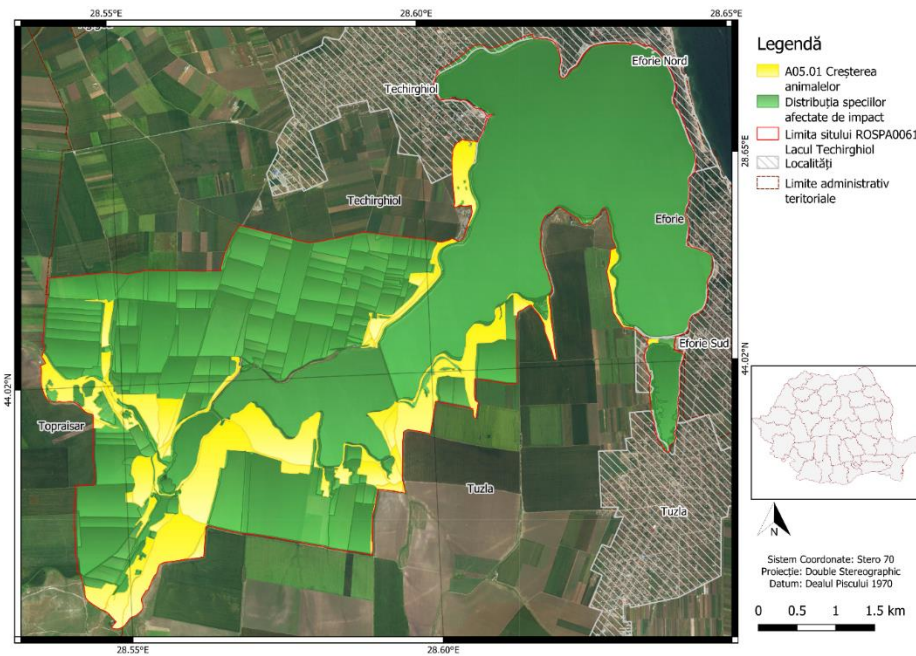 28.55°E
28.60°E
28.65°E
Eforie Nord
Techirghiol
28.65°E
Techirghiol
Eforie
Eforie Sud
44.02°N
44.02°N
Topraisar
Tuzla
Tuzla
28.55°E
28.60°E
28.65°E
Legendă
A05.01 Creșterea
animalelor
Distribuția speciilor
afectate de impact
Limita sitului ROSPA0061
Lacul Techirghiol
Localități
Limite administrativ
teritoriale
N
Sistem Coordonate: Stero 70
Proiecție: Double Stereographic
Datum: Dealul Piscului 1970
0 0.5 1 1.5 km